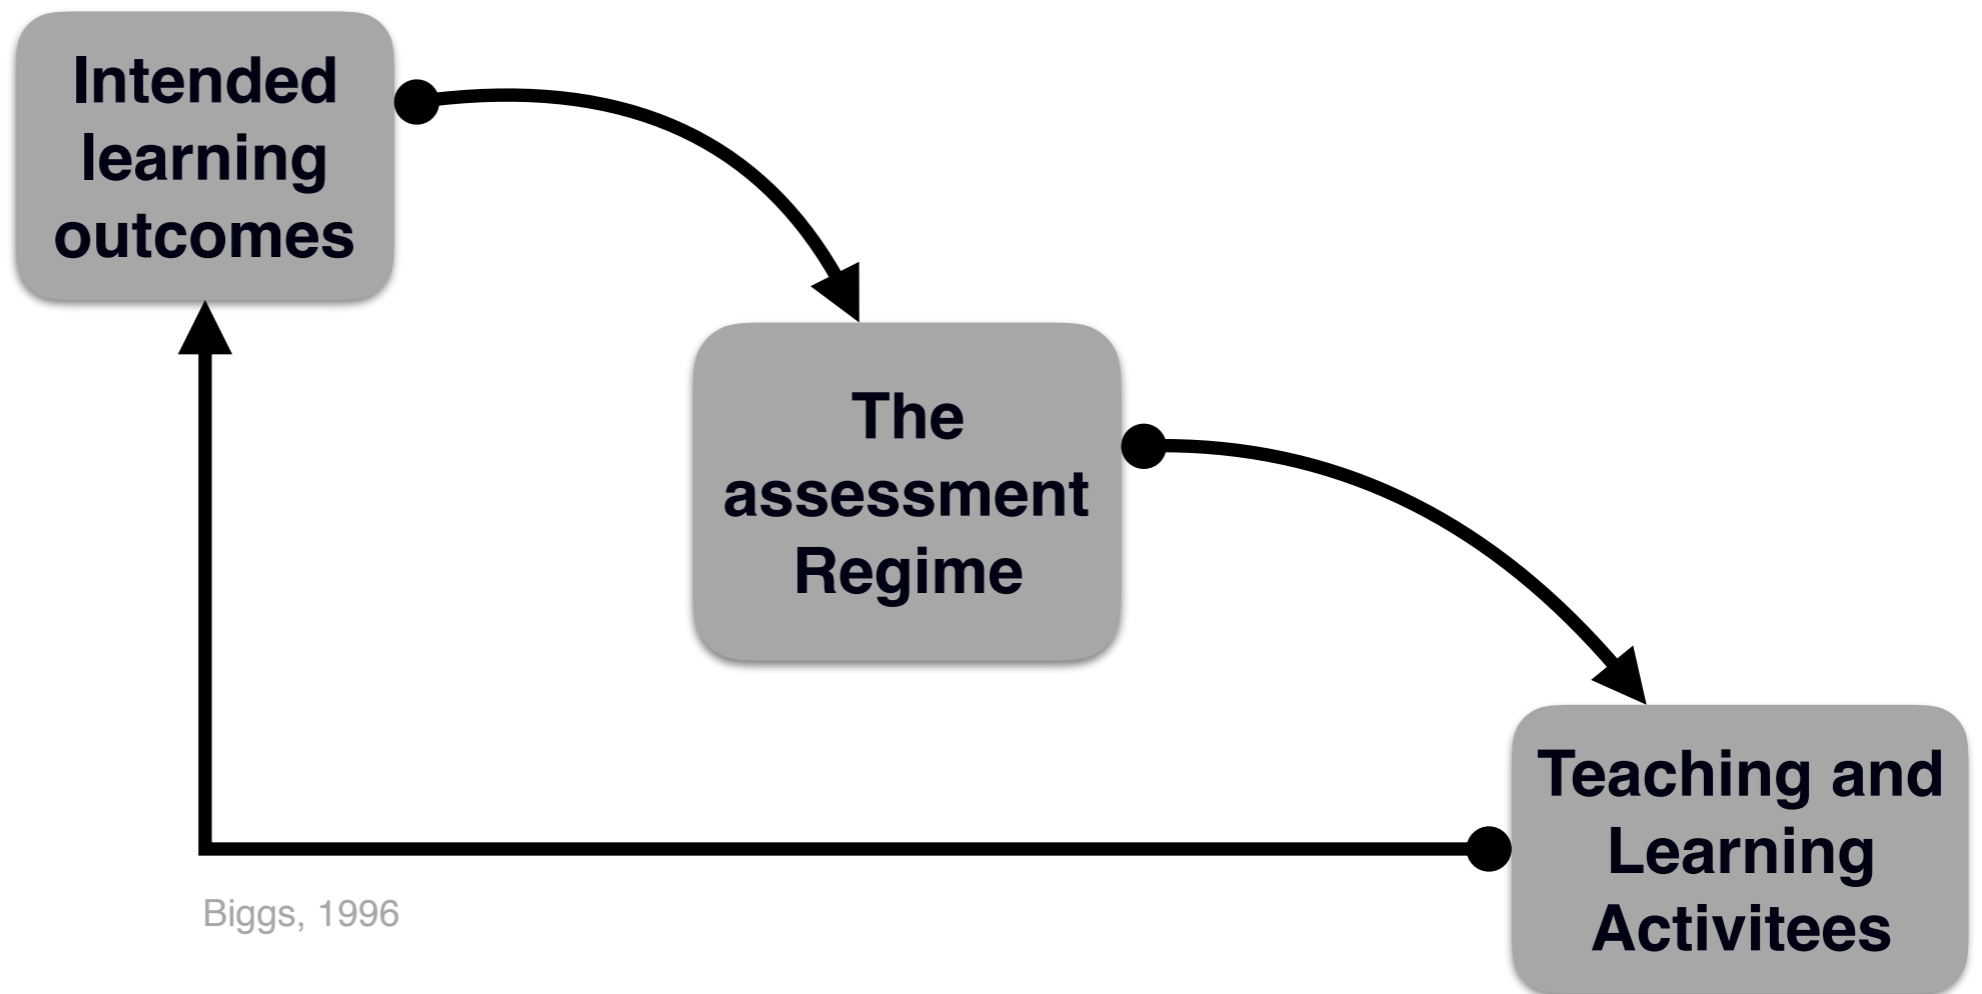 Intended
learning
outcomes
The
assessment
Regime
Teaching and
Learning
Activitees
Biggs, 1996